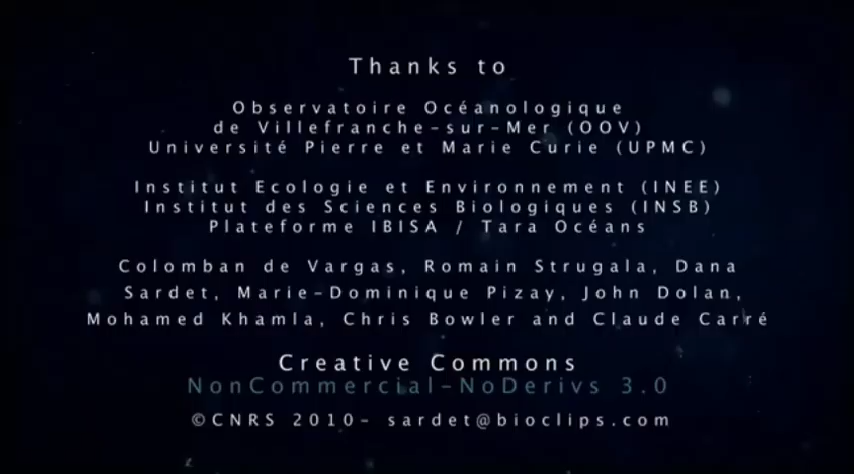 Thanks to
Observatoire Océanologique
de Villefranche-sur-Mer (OOV)
Université Pierre et Marie Curie (UPMC)
Institut Ecologie et Environnement (INEE)
Institut des Sciences Biologiques (INSB)
Plateforme IBISA / Tara Océans
Colomban de Vargas, Romain Strugala, Dana
Sardet, Marie-Dominique Pizay, John Dolan,
Mohamed Khamla, Chris Bowler and Claude Carré
Creative Commons
NonCommercial-NoDerivs 3.0
©CNRS 2010- sardet@bioclips.com